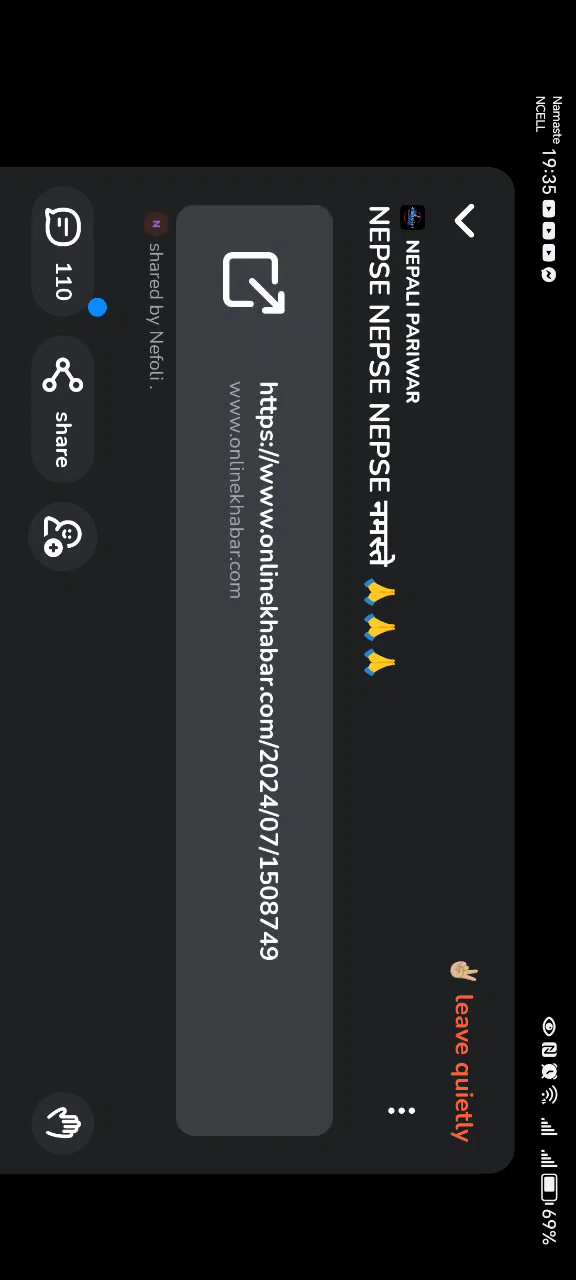 Namaste
NCELL
19:35
69%
✌🏼 leave quietly
NEPALI PARIWAR
NEPSE NEPSE NEPSE नमस्ते 🙏 🙏 🙏
https://www.onlinekhabar.com/2024/07/1508749
www.onlinekhabar.com
N shared by Nefoli .
110
share